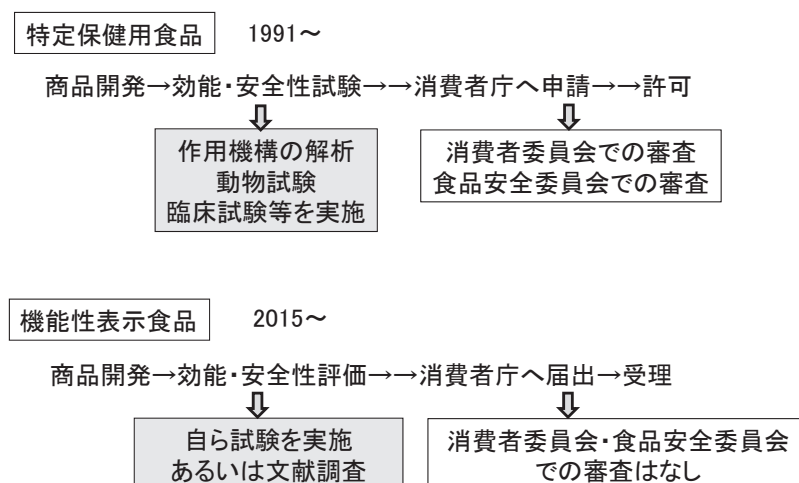 特定保健用食品 1991～
商品開発→効能・安全性試験→→消費者庁へ申請→→許可
作用機構の解析
動物試験
臨床試験等を実施
消費者委員会での審査
食品安全委員会での審査
機能性表示食品 2015～
商品開発→効能・安全性評価→→消費者庁へ届出→受理
自ら試験を実施
あるいは文献調査
消費者委員会・食品安全委員会
での審査はなし